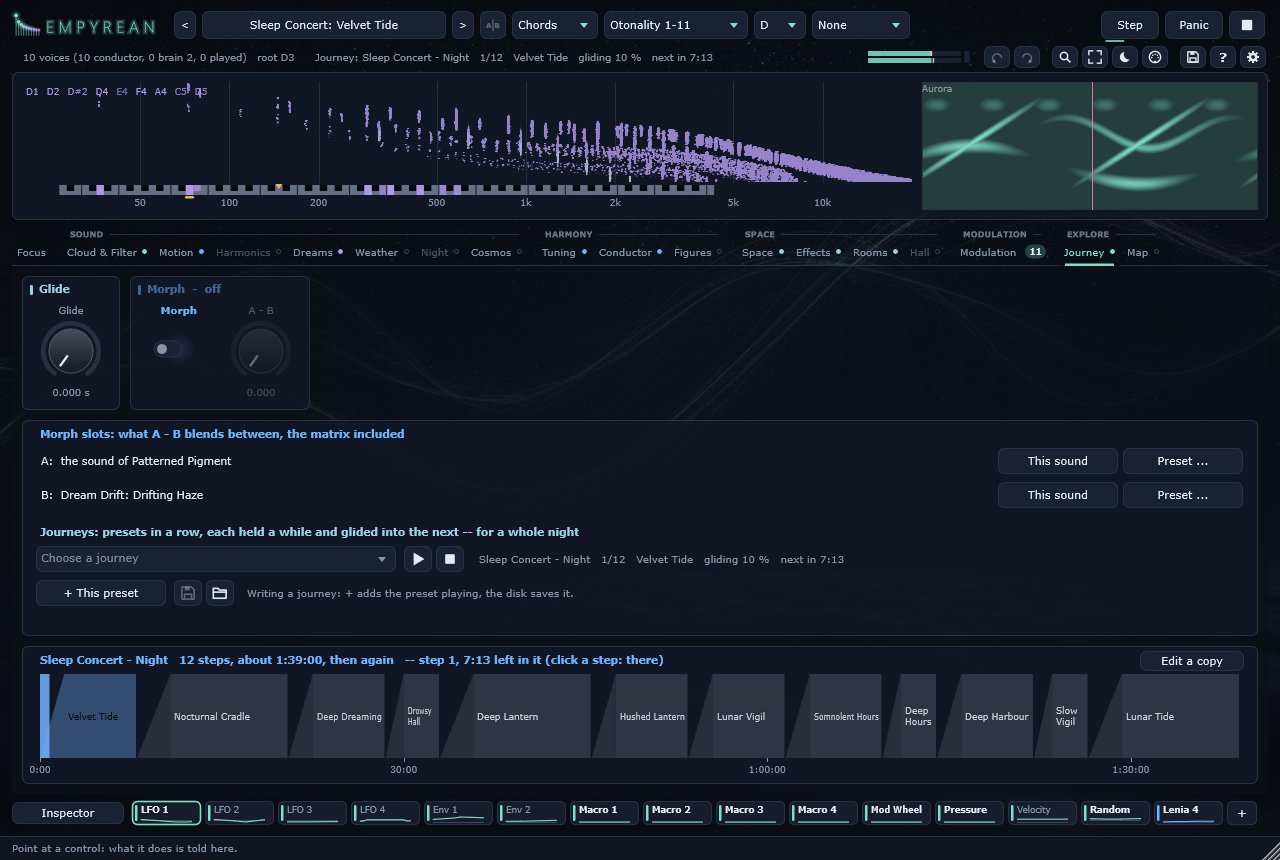 EMPYREAN
< Sleep Concert: Velvet Tide > A|B Chords Otonality 1-11 D None Step Panic
10 voices (10 conductor, 0 brain 2, 0 played) root D3 Journey: Sleep Concert - Night 1/12 Velvet Tide gliding 10 % next in 7:13
D1 D2 D#2 D4 E4 F4 A4 C5 D5
Aurora
50 100 200 500 1k 2k 5k 10k
SOUND HARMONY SPACE MODULATION EXPLORE
Focus Cloud & Filter Motion Harmonics Dreams Weather Night Cosmos Tuning Conductor Figures Space Effects Rooms Hall Modulation 11 Journey Map
Glide Morph - off
Glide Morph A - B
0.000 s 0.000
Morph slots: what A - B blends between, the matrix included
A: the sound of Patterned Pigment This sound Preset ...
B: Dream Drift: Drifting Haze This sound Preset ...
Journeys: presets in a row, each held a while and glided into the next -- for a whole night
Choose a journey Sleep Concert - Night 1/12 Velvet Tide gliding 10 % next in 7:13
+ This preset Writing a journey: + adds the preset playing, the disk saves it.
Sleep Concert - Night 12 steps, about 1:39:00, then again -- step 1, 7:13 left in it (click a step: there) Edit a copy
Velvet Tide Nocturnal Cradle Deep Dreaming Drowsy Hall Deep Lantern Hushed Lantern Lunar Vigil Somnolent Hours Deep Hours Deep Harbour Slow Vigil Lunar Tide
0:00 30:00 1:00:00 1:30:00
Inspector LFO 1 LFO 2 LFO 3 LFO 4 Env 1 Env 2 Macro 1 Macro 2 Macro 3 Macro 4 Mod Wheel Pressure Velocity Random Lenia 4 +
Point at a control: what it does is told here.